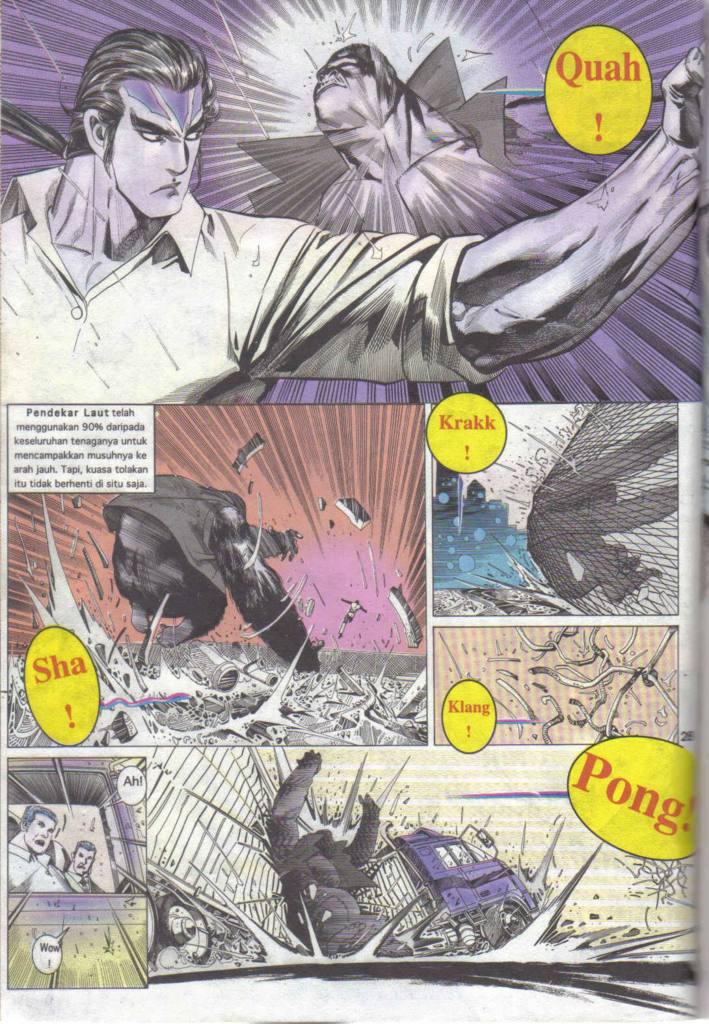 Quah
!
Pendekar Laut telah
menggunakan 90% daripada
keseluruhan tenaganya untuk
mencampakkan musuhnya ke
arah jauh. Tapi, kuasa tolakan
itu tidak berhenti di situ saja.
Krakk
!
Sha
!
Klang
!
Ah!
Pong!
Wow
!